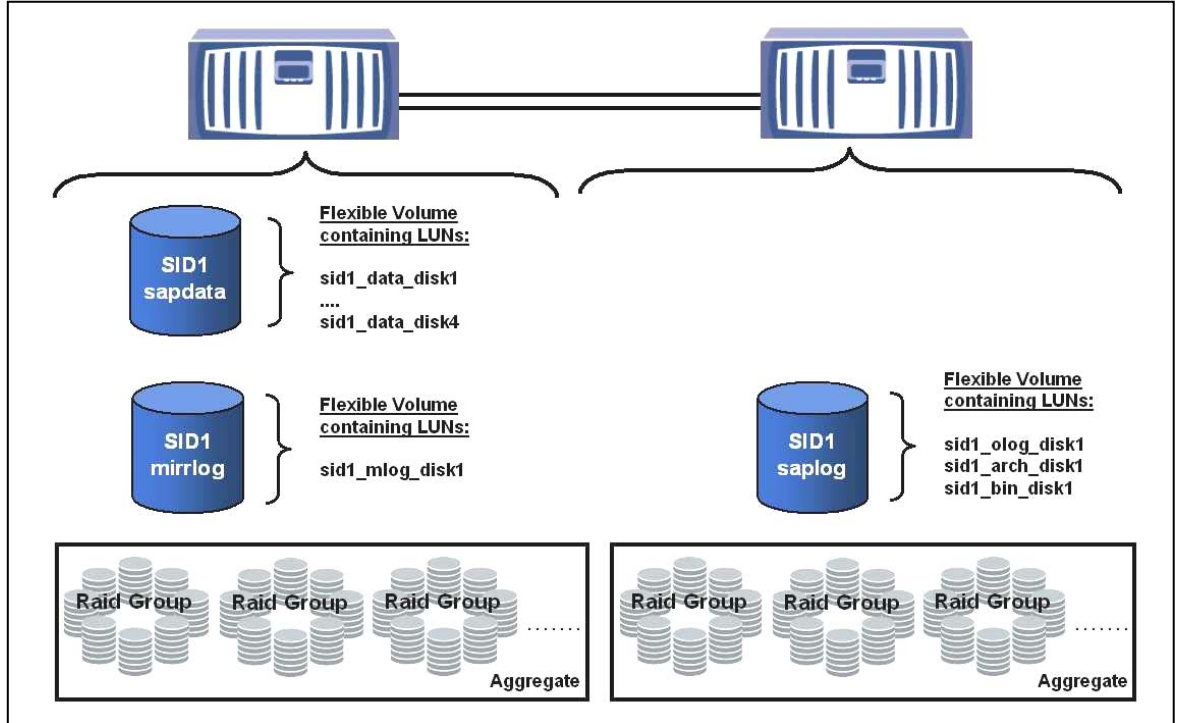 SID1
sapdata
Flexible Volume
containing LUNs:
sid1_data_disk1
....
sid1_data_disk4
SID1
mirrlog
Flexible Volume
containing LUNs:
sid1_mlog_disk1
SID1
saplog
Flexible Volume
containing LUNs:
sid1_olog_disk1
sid1_arch_disk1
sid1_bin_disk1
Raid Group
Raid Group
Raid Group
.......
Aggregate
Raid Group
Raid Group
Raid Group
.......
Aggregate